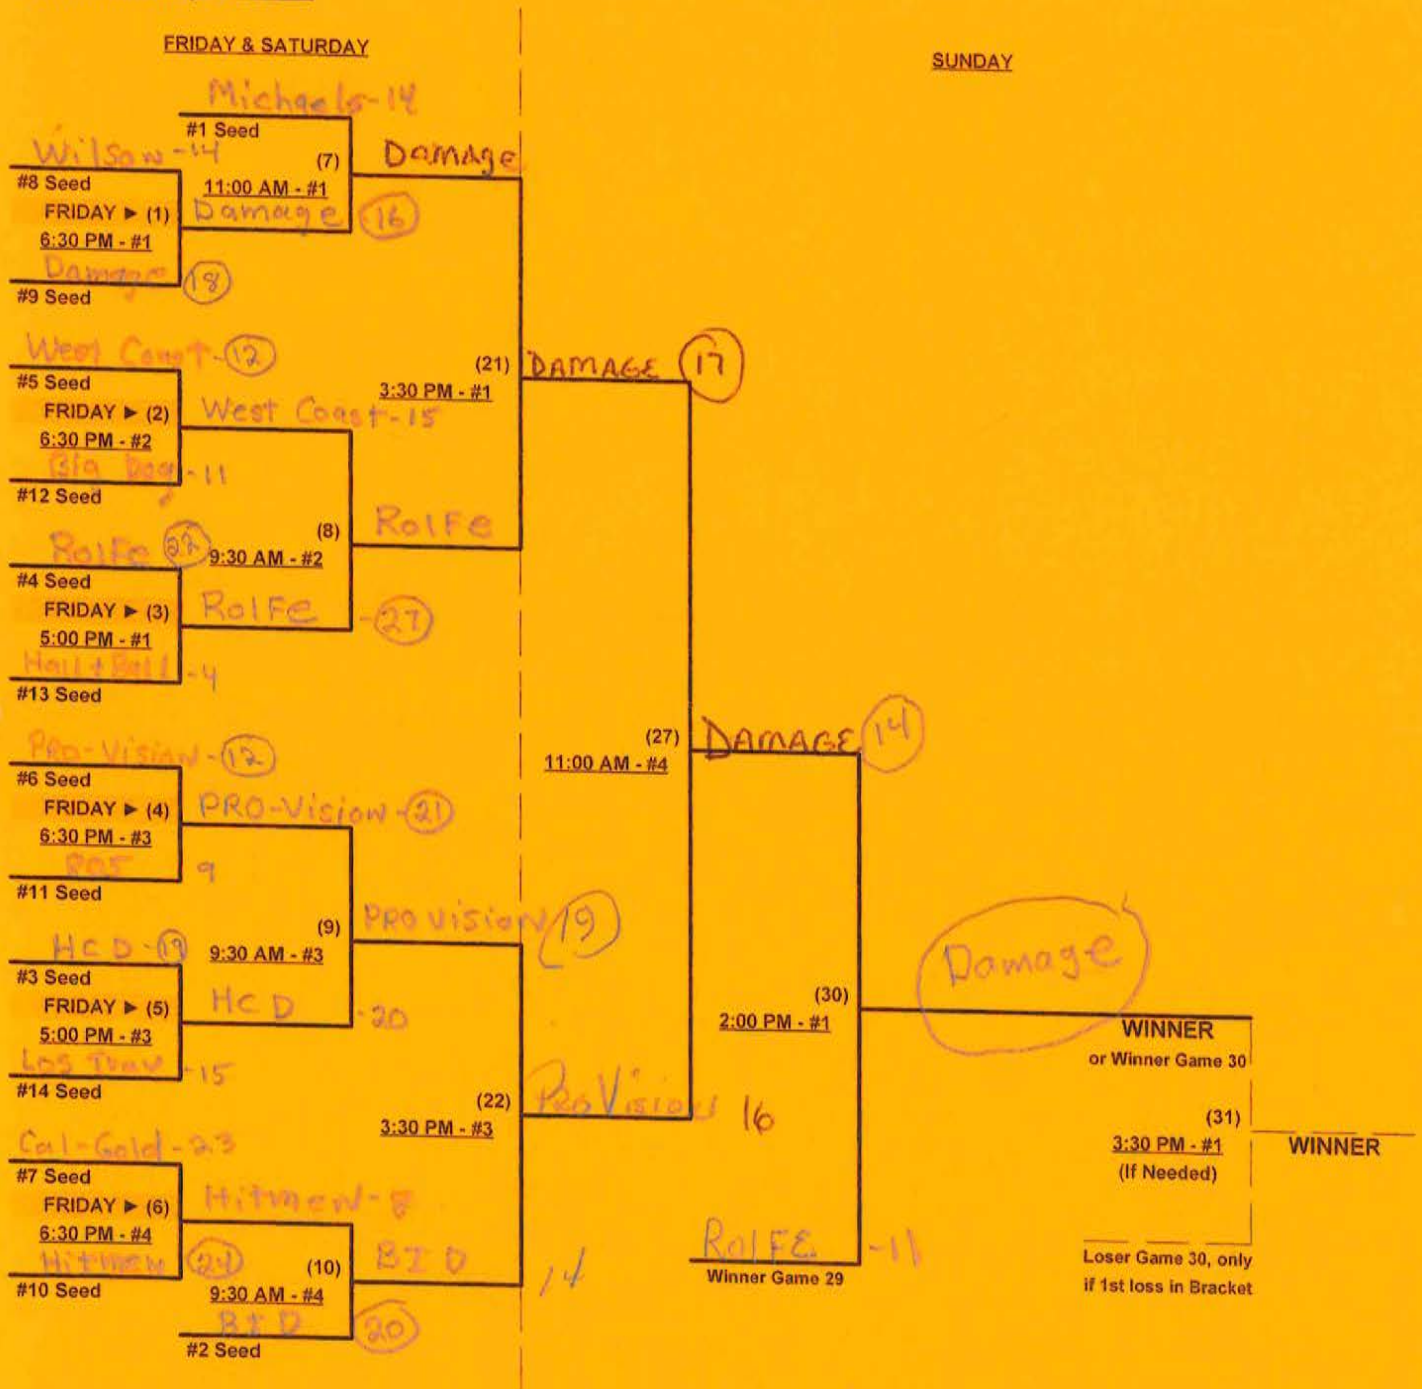 FRIDAY & SATURDAY
SUNDAY
Michaels-14
#1 Seed
Wilson-14
(7)
Damage
#8 Seed
11:00 AM - #1
FRIDAY ► (1)
Damage 16
6:30 PM - #1
Damage 18
#9 Seed
West Coast-12
(21)
DAMAGE 17
#5 Seed
3:30 PM - #1
FRIDAY ► (2)
West Coast-15
6:30 PM - #2
Big Dog-11
#12 Seed
(8)
Rolfe
Rolfe 22
9:30 AM - #2
#4 Seed
FRIDAY ► (3)
Rolfe -27
5:00 PM - #1
-4
#13 Seed
PRO-VISION-12
(27)
DAMAGE 14
#6 Seed
11:00 AM - #4
FRIDAY ► (4)
PRO-Vision-21
6:30 PM - #3
9
#11 Seed
(9)
PRO VISION 19
HCD-19
9:30 AM - #3
Damage
#3 Seed
FRIDAY ► (5)
HCD -20
(30)
5:00 PM - #3
2:00 PM - #1
WINNER
or Winner Game 30
Los -15
#14 Seed
(22)
PRO VISION 16
3:30 PM - #3
(31)
3:30 PM - #1
WINNER
(If Needed)
Cal-Gold-23
#7 Seed
FRIDAY ► (6)
Hitmen-8
6:30 PM - #4
Hitmen 24
(10)
BID 14
ROLFE -11
#10 Seed
9:30 AM - #4
Winner Game 29
Loser Game 30, only
if 1st loss in Bracket
BID 20
#2 Seed